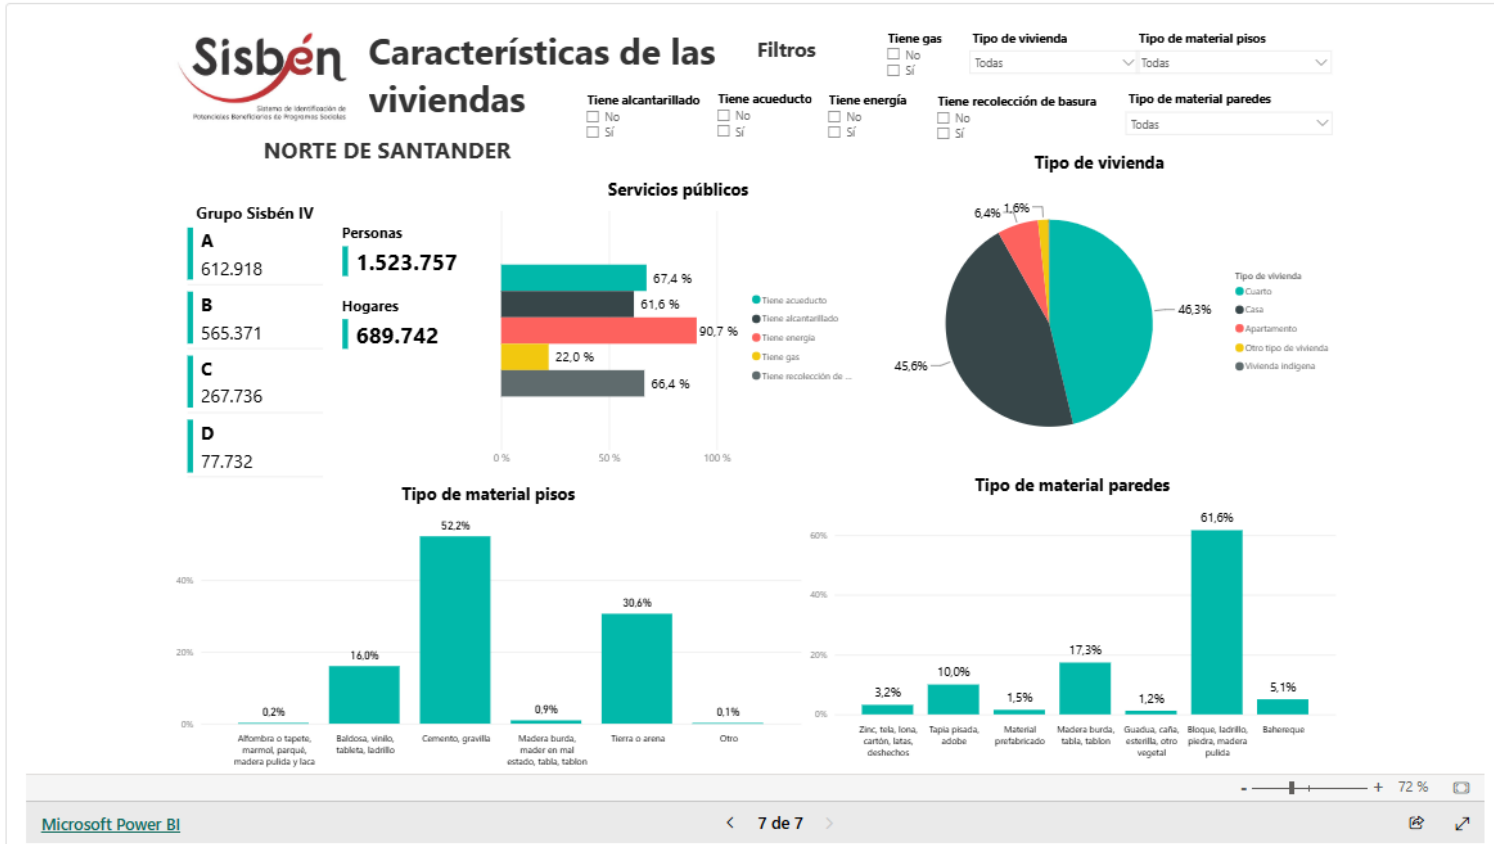 Sisbén
Sistema de Identificación de
Potenciales Beneficiarios de Programas Sociales
Características de las
viviendas
NORTE DE SANTANDER
Filtros
Tiene gas
No
Sí
Tipo de vivienda
Todas
Tipo de material pisos
Todas
Tiene alcantarillado
No
Sí
Tiene acueducto
No
Sí
Tiene energía
No
Sí
Tiene recolección de basura
No
Sí
Tipo de material paredes
Todas
Grupo Sisbén IV
A
612.918
B
565.371
C
267.736
D
77.732
Personas
1.523.757
Hogares
689.742
Servicios públicos
67,4 %
61,6 %
90,7 %
22,0 %
66,4 %
0 %
50 %
100 %
Tiene acueducto
Tiene alcantarillado
Tiene energía
Tiene gas
Tiene recolección de ...
Tipo de vivienda
6,4%
1,6%
46,3%
45,6%
Tipo de vivienda
Cuarto
Casa
Apartamento
Otro tipo de vivienda
Vivienda indígena
Tipo de material pisos
40%
20%
0%
0,2%
16,0%
52,2%
0,9%
30,6%
0,1%
Alfombra o tapete,
marmol, parqué,
madera pulida y laca
Baldosa, vinilo,
tableta, ladrillo
Cemento, gravilla
Madera burda,
mader en mal
estado, tabla, tablon
Tierra o arena
Otro
Tipo de material paredes
60%
40%
20%
0%
3,2%
10,0%
1,5%
17,3%
1,2%
61,6%
5,1%
Zinc, tela, lona,
cartón, latas,
deshechos
Tapia pisada,
adobe
Material
prefabricado
Madera burda,
tabla, tablon
Guadua, caña,
esterilla, otro
vegetal
Bloque, ladrillo,
piedra, madera
pulida
Bahereque
- + 72 %
Microsoft Power BI
< 7 de 7 >